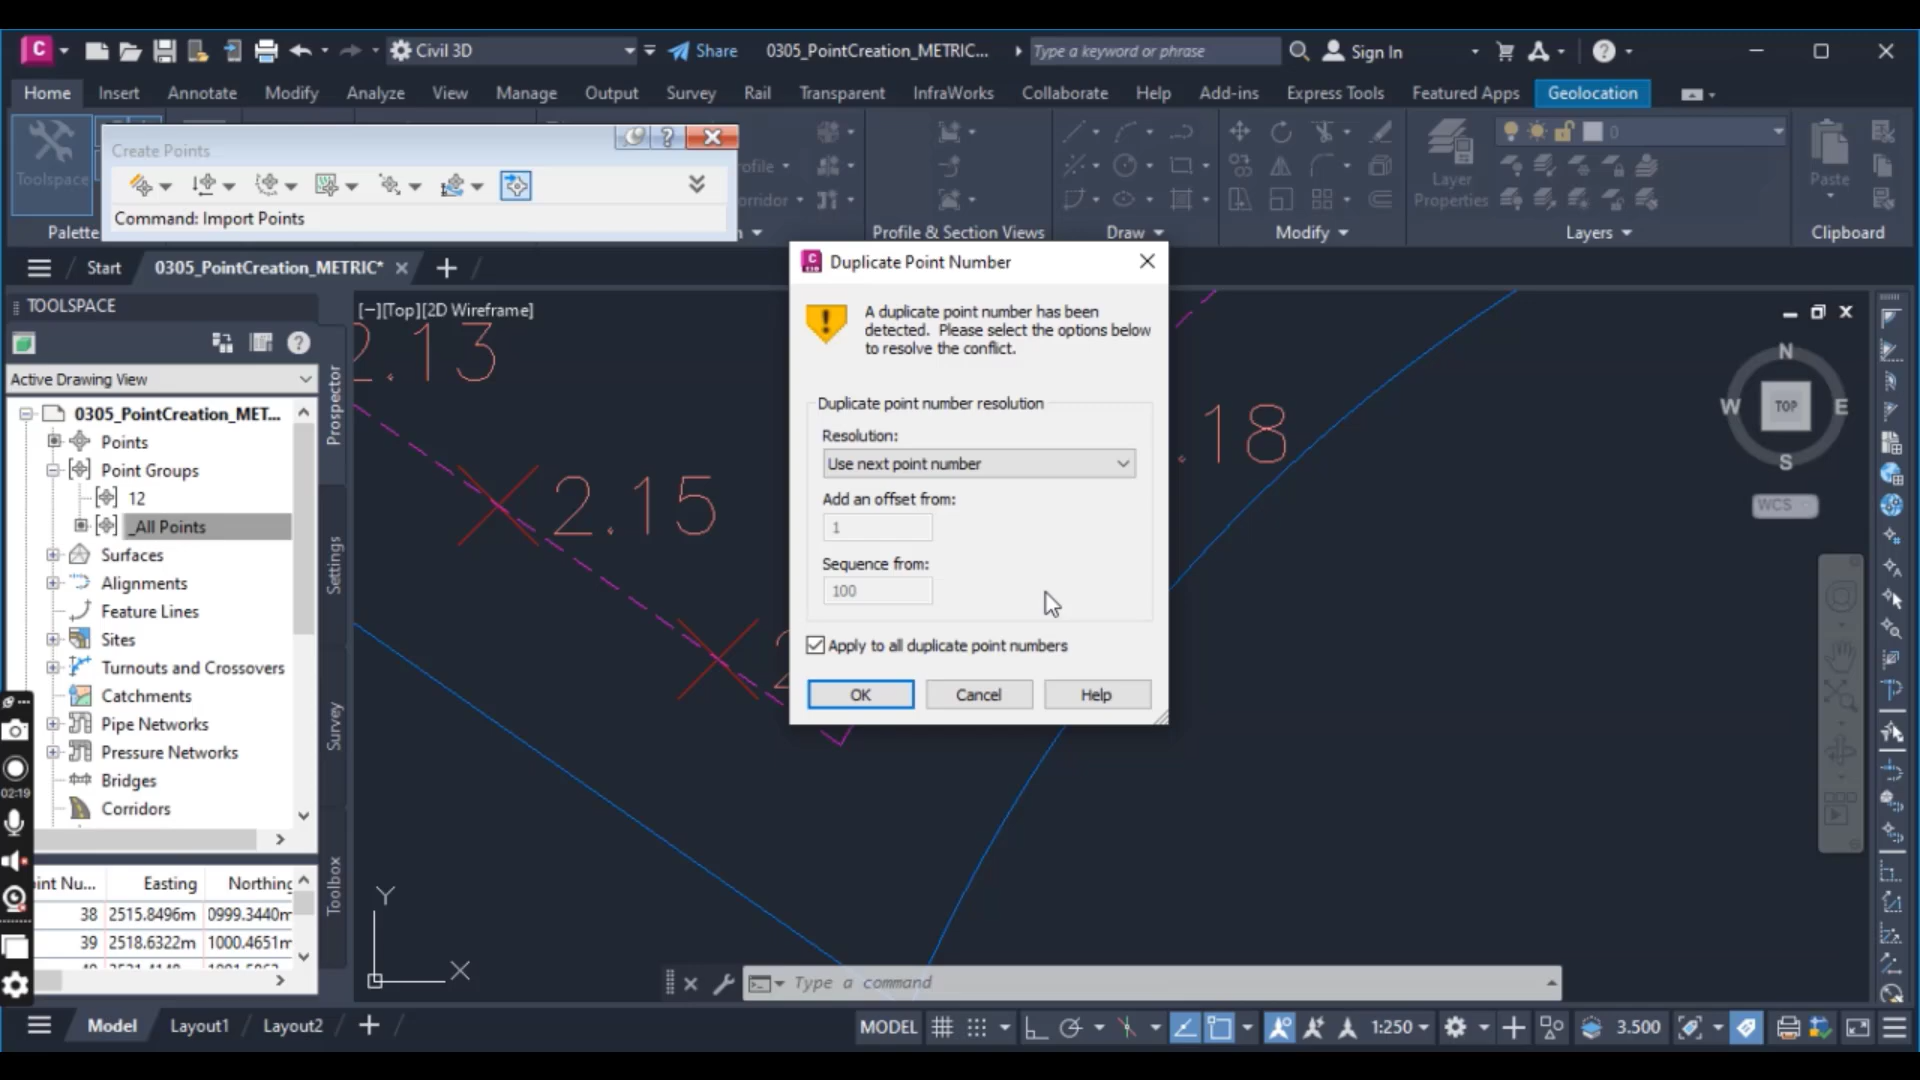 C
Civil 3D
Share
0305_PointCreation_METRIC...
Type a keyword or phrase
Sign In
Home Insert Annotate Modify Analyze View Manage Output Survey Rail Transparent InfraWorks Collaborate Help Add-ins Express Tools Featured Apps Geolocation
Create Points
Command: Import Points
Toolspace
Palette
Profile & Section Views
Draw
Modify
Layer
Properties
0
Layers
Paste
Clipboard
Start
0305_PointCreation_METRIC*
TOOLSPACE
Active Drawing View
0305_PointCreation_MET...
Points
Point Groups
12
_All Points
Surfaces
Alignments
Feature Lines
Sites
Turnouts and Crossovers
Catchments
Pipe Networks
Pressure Networks
Bridges
Corridors
Prospector
Settings
Survey
Toolbox
02:19
int Nu... Easting Northing
38 2515.8496m 0999.3440m
39 2518.6322m 1000.4651m
[−][Top][2D Wireframe]
2.13
2.15
.18
Y
X
Duplicate Point Number
A duplicate point number has been
detected. Please select the options below
to resolve the conflict.
Duplicate point number resolution
Resolution:
Use next point number
Add an offset from:
1
Sequence from:
100
Apply to all duplicate point numbers
OK Cancel Help
N
W TOP E
S
WCS
Type a command
Model Layout1 Layout2
MODEL
1:250
3.500